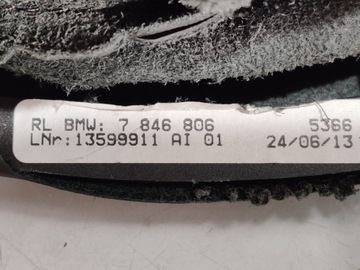 RL BMW: 7 846 806 5366
LNr:13599911 AI 01 24/06/13